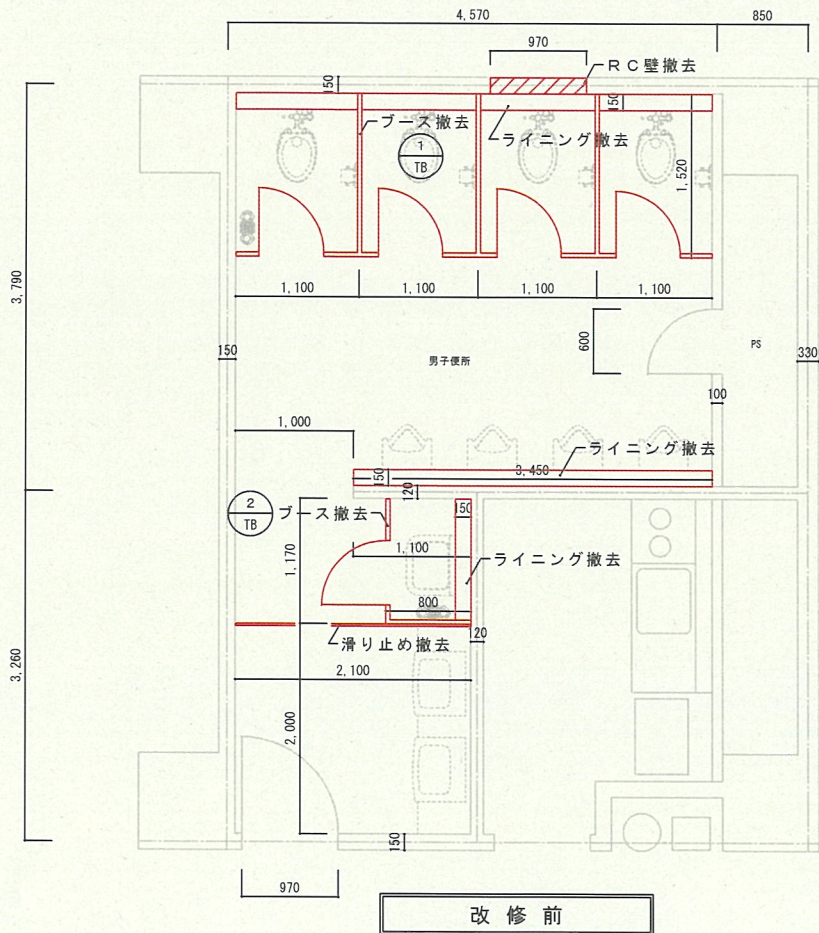 4,570
850
970
RC壁撤去
150
150
ブース撤去
ライニング撤去
1
TB
1,520
3,790
1,100
1,100
1,100
1,100
600
PS
男子便所
150
330
100
1,000
ライニング撤去
3,450
150
120
2
TB
ブース撤去
150
1,100
ライニング撤去
1,170
800
120
滑り止め撤去
3,260
2,100
2,000
150
970
改修前